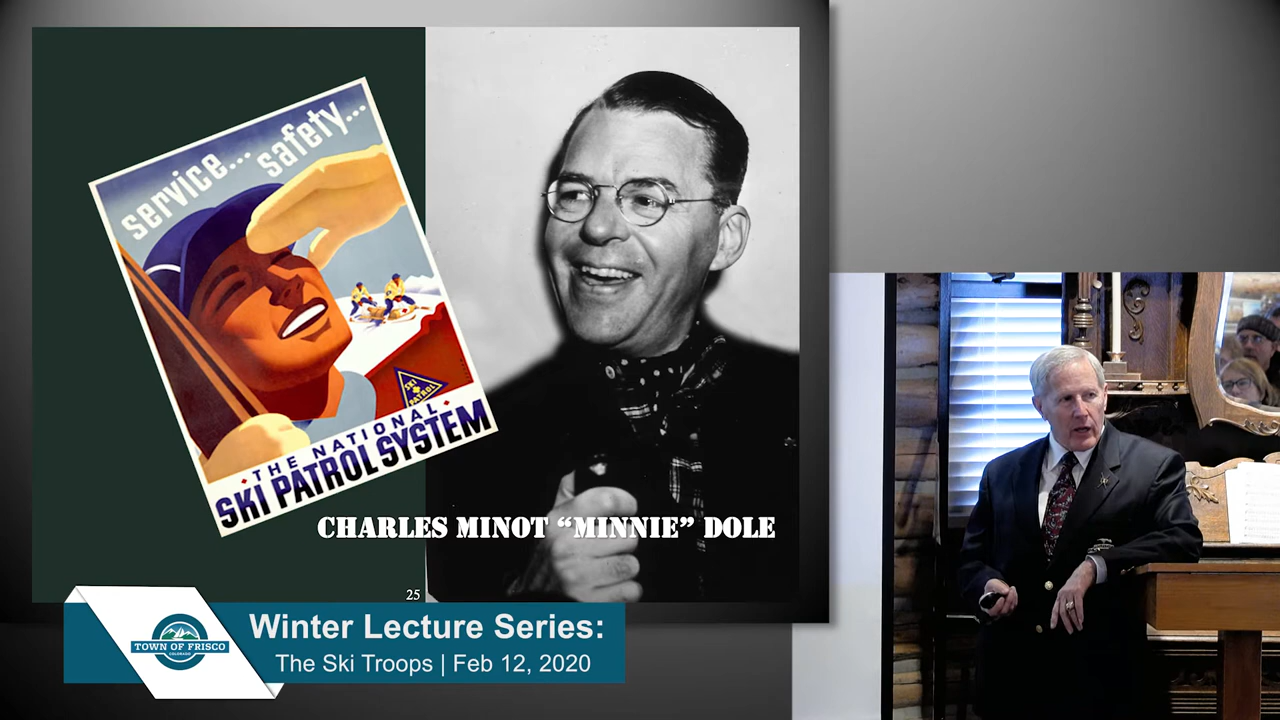 service... safety...
SKI
PATROL
THE NATIONAL
SKI PATROL SYSTEM
CHARLES MINOT “MINNIE” DOLE
25
TOWN OF FRISCO
COLORADO
Winter Lecture Series:
The Ski Troops | Feb 12, 2020